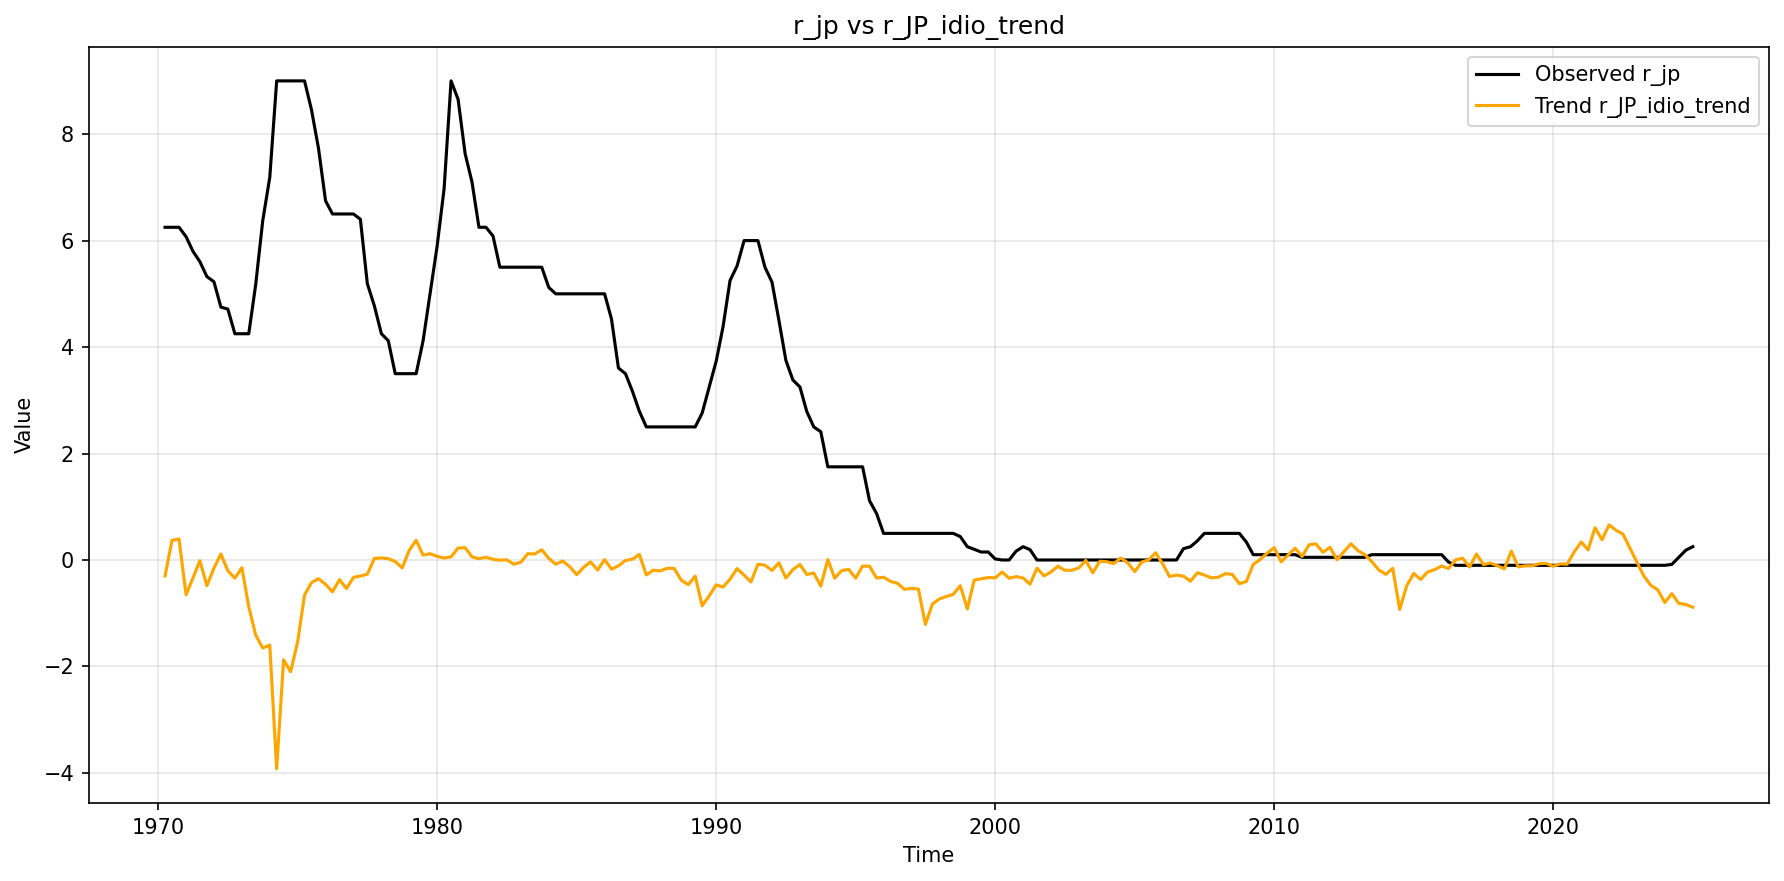 r_jp vs r_JP_idio_trend
Observed r_jp
Trend r_JP_idio_trend
Value
8
6
4
2
0
−2
−4
1970
1980
1990
2000
2010
2020
Time